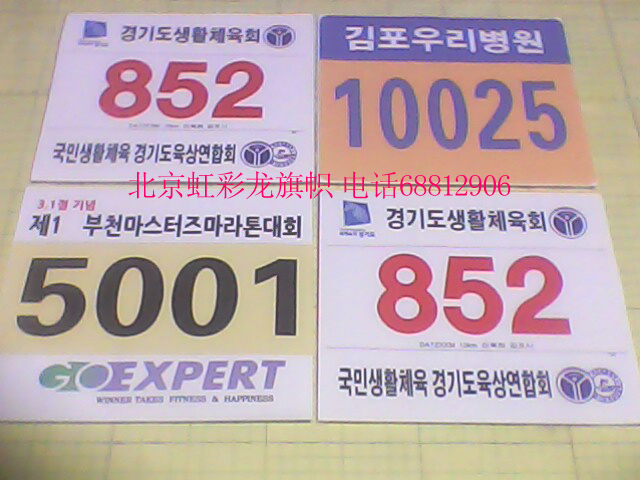 경기도생활체육회
852
국민생활체육 경기도육상연합회
김포우리병원
10025
北京虹彩龙旗帜 电话68812906
3.1절 기념
제1 부천마스터즈마라톤대회
5001
GOEXPERT
WINNER TAKES FITNESS & HAPPINESS
경기도생활체육회
852
국민생활체육 경기도육상연합회